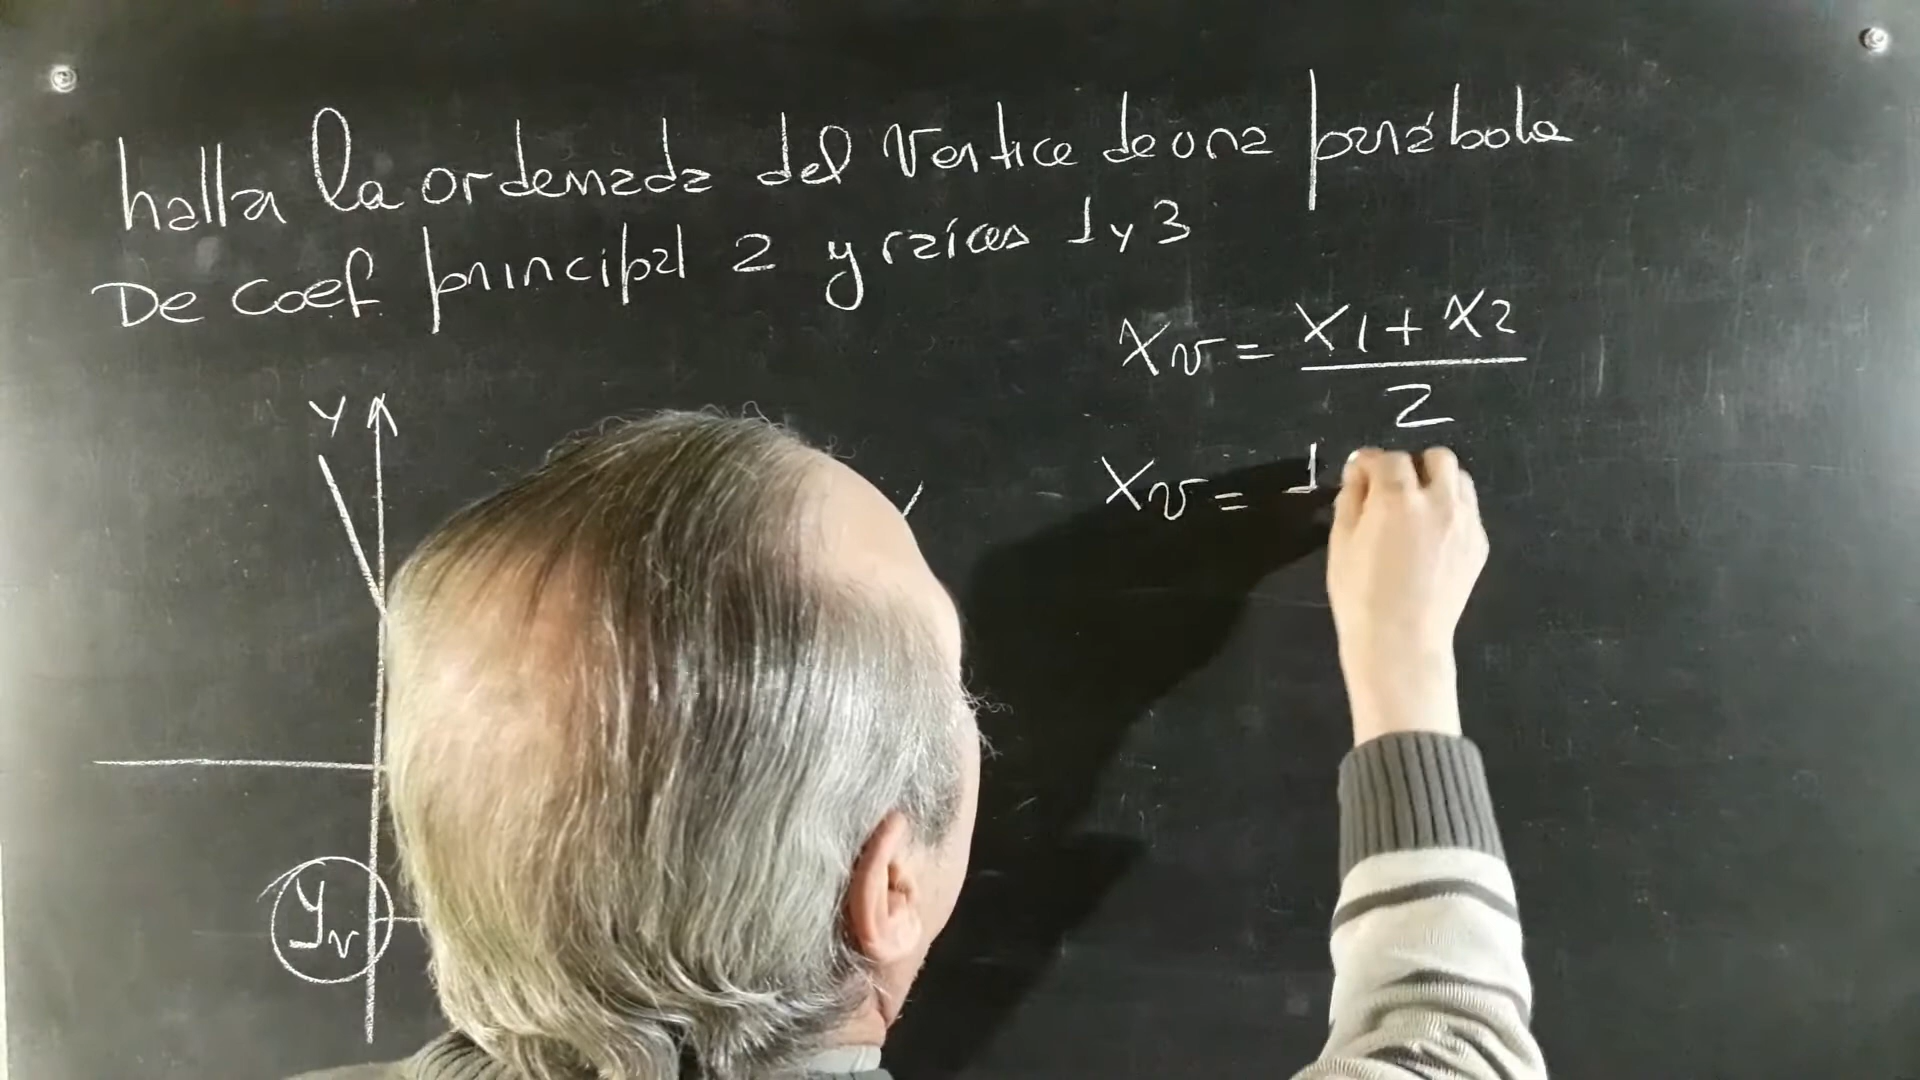 halla la ordenada del vertice de una parábola
De coef principal 2 y raíces 1 y 3
Xv = X1 + X2
2
Xv = 1
y
yv